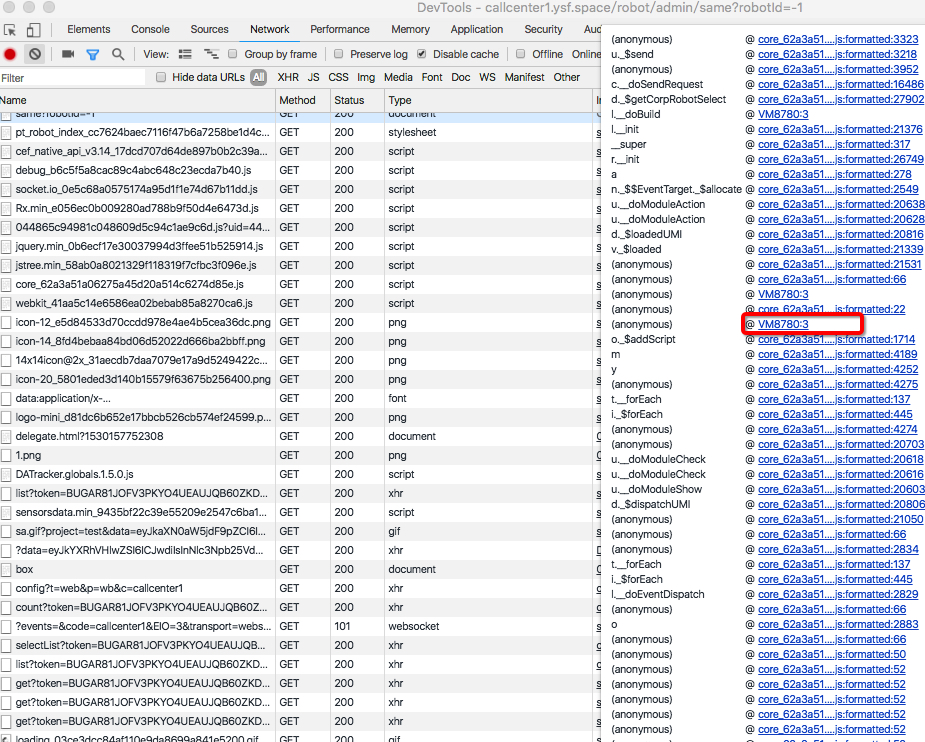 DevTools - callcenter1.ysf.space/robot/admin/same?robotId=-1
Elements Console Sources Network Performance Memory Application Security Aud
View: Group by frame Preserve log Disable cache Offline Online
Filter Hide data URLs All XHR JS CSS Img Media Font Doc WS Manifest Other
Name Method Status Type
same?robotId=-1 GET 200 document
pt_robot_index_cc7624baec7116f47b6a7258be1d4c... GET 200 stylesheet
cef_native_api_v3.14_17dcd707d64de897b0b2c39a... GET 200 script
debug_b6c5f5a8cac89c4abc648c23ecda7b40.js GET 200 script
socket.io_0e5c68a0575174a95d1f1e74d67b11dd.js GET 200 script
Rx.min_e056ec0b009280ad788b9f50d4e6473d.js GET 200 script
044865c94981c048609d5c94c1ae9c6d.js?uid=44... GET 200 script
jquery.min_0b6ecf17e30037994d3ffee51b525914.js GET 200 script
jstree.min_58ab0a8021329f118319f7cfbc3f096e.js GET 200 script
core_62a3a51a06275a45d20a514c6274d85e.js GET 200 script
webkit_41aa5c14e6586ea02bebab85a8270ca6.js GET 200 script
icon-12_e5d84533d70ccdd978e4ae4b5cea36dc.png GET 200 png
icon-14_8fd4bebaa84bd06d52022d666ba2bbff.png GET 200 png
14x14icon@2x_31aecdb7daa7079e17a9d5249422c... GET 200 png
icon-20_5801eded3d140b15579f63675b256400.png GET 200 png
data:application/x-... GET 200 font
logo-mini_d81dc6b652e17bbcb526cb574ef24599.p... GET 200 png
delegate.html?1530157752308 GET 200 document
1.png GET 200 png
DATracker.globals.1.5.0.js GET 200 script
list?token=BUGAR81JOFV3PKYO4UEAUJQB60ZKD... GET 200 xhr
sensorsdata.min_9435bf22c39e55209e2547c6ba1... GET 200 script
sa.gif?project=test&data=eyJkaXN0aW5jdF9pZCI6I... GET 200 gif
?data=eyJkYXRhVHlwZSI6ICJwdiIsInNlc3Npb25Vd... GET 200 xhr
box GET 200 document
config?t=web&p=wb&c=callcenter1 GET 200 xhr
count?token=BUGAR81JOFV3PKYO4UEAUJQB60Z... GET 200 xhr
?events=&code=callcenter1&EIO=3&transport=webs... GET 101 websocket
selectList?token=BUGAR81JOFV3PKYO4UEAUJQ... GET 200 xhr
list?token=BUGAR81JOFV3PKYO4UEAUJQB60ZKD... GET 200 xhr
get?token=BUGAR81JOFV3PKYO4UEAUJQB60ZKD... GET 200 xhr
get?token=BUGAR81JOFV3PKYO4UEAUJQB60ZKD... GET 200 xhr
get?token=BUGAR81JOFV3PKYO4UEAUJQB60ZKD... GET 200 xhr
loading_03ce3dcc84af110e9da8699a841e5200.gif GET 200 gif
(anonymous) @ core_62a3a51….js:formatted:3323
u._$send @ core_62a3a51….js:formatted:3218
(anonymous) @ core_62a3a51….js:formatted:3952
c.__doSendRequest @ core_62a3a51….js:formatted:16486
d._$getCorpRobotSelect @ core_62a3a51….js:formatted:27902
l.__doBuild @ VM8780:3
l.__init @ core_62a3a51….js:formatted:21376
__super @ core_62a3a51….js:formatted:317
r.__init @ core_62a3a51….js:formatted:26749
a @ core_62a3a51….js:formatted:278
n._$$EventTarget._$allocate @ core_62a3a51….js:formatted:2549
u.__doModuleAction @ core_62a3a51….js:formatted:20638
u.__doModuleAction @ core_62a3a51….js:formatted:20628
d._$loadedUMI @ core_62a3a51….js:formatted:20816
v._$loaded @ core_62a3a51….js:formatted:21339
(anonymous) @ core_62a3a51….js:formatted:21531
(anonymous) @ core_62a3a51….js:formatted:66
(anonymous) @ VM8780:3
(anonymous) @ core_62a3a51….js:formatted:22
(anonymous) @ VM8780:3
o._$addScript @ core_62a3a51….js:formatted:1714
m @ core_62a3a51….js:formatted:4189
y @ core_62a3a51….js:formatted:4252
(anonymous) @ core_62a3a51….js:formatted:4275
t.__forEach @ core_62a3a51….js:formatted:137
i._$forEach @ core_62a3a51….js:formatted:445
(anonymous) @ core_62a3a51….js:formatted:4274
(anonymous) @ core_62a3a51….js:formatted:20703
u.__doModuleCheck @ core_62a3a51….js:formatted:20618
u.__doModuleCheck @ core_62a3a51….js:formatted:20616
u.__doModuleShow @ core_62a3a51….js:formatted:20603
d._$dispatchUMI @ core_62a3a51….js:formatted:20806
(anonymous) @ core_62a3a51….js:formatted:21050
(anonymous) @ core_62a3a51….js:formatted:66
(anonymous) @ core_62a3a51….js:formatted:2834
t.__forEach @ core_62a3a51….js:formatted:137
i._$forEach @ core_62a3a51….js:formatted:445
l.__doEventDispatch @ core_62a3a51….js:formatted:2829
(anonymous) @ core_62a3a51….js:formatted:66
o @ core_62a3a51….js:formatted:2883
(anonymous) @ core_62a3a51….js:formatted:66
(anonymous) @ core_62a3a51….js:formatted:50
(anonymous) @ core_62a3a51….js:formatted:52
(anonymous) @ core_62a3a51….js:formatted:52
(anonymous) @ core_62a3a51….js:formatted:52
(anonymous) @ core_62a3a51….js:formatted:52
(anonymous) @ core_62a3a51….js:formatted:52